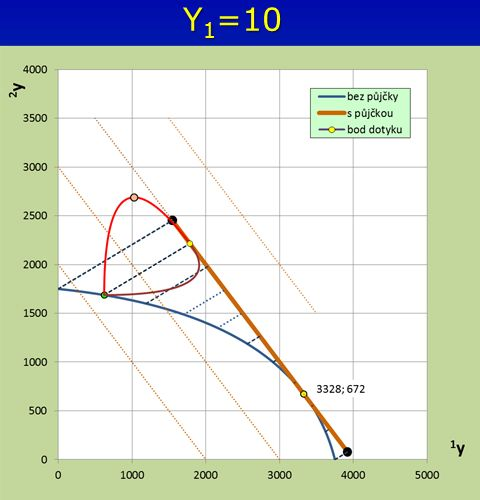 Y₁=10
²y
4000
3500
3000
2500
2000
1500
1000
500
0
bez půjčky
s půjčkou
bod dotyku
3328; 672
¹y
0 1000 2000 3000 4000 5000